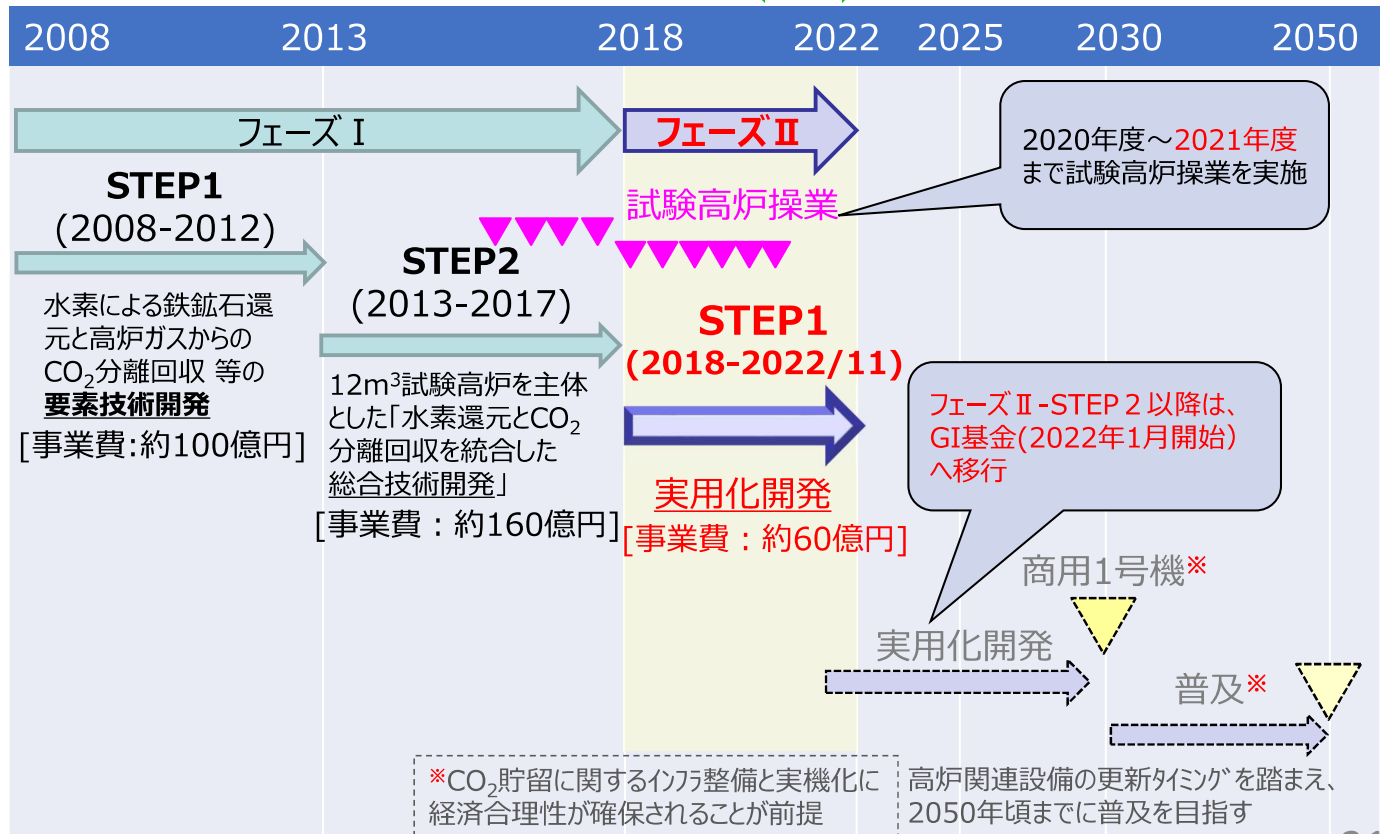 2008 2013 2018 2022 2025 2030 2050
フェーズⅠ
フェーズⅡ
2020年度～2021年度
まで試験高炉操業を実施
STEP1
(2008-2012)
水素による鉄鉱石還
元と高炉ガスからの
CO₂分離回収 等の
要素技術開発
[事業費:約100億円]
STEP2
(2013-2017)
12m³試験高炉を主体
とした「水素還元とCO₂
分離回収を統合した
総合技術開発」
[事業費：約160億円]
試験高炉操業
STEP1
(2018-2022/11)
実用化開発
[事業費：約60億円]
フェーズⅡ-STEP２以降は、
GI基金(2022年1月開始）
へ移行
商用1号機※
実用化開発
普及※
※CO₂貯留に関するインフラ整備と実機化に
経済合理性が確保されることが前提
高炉関連設備の更新タイミングを踏まえ、
2050年頃までに普及を目指す